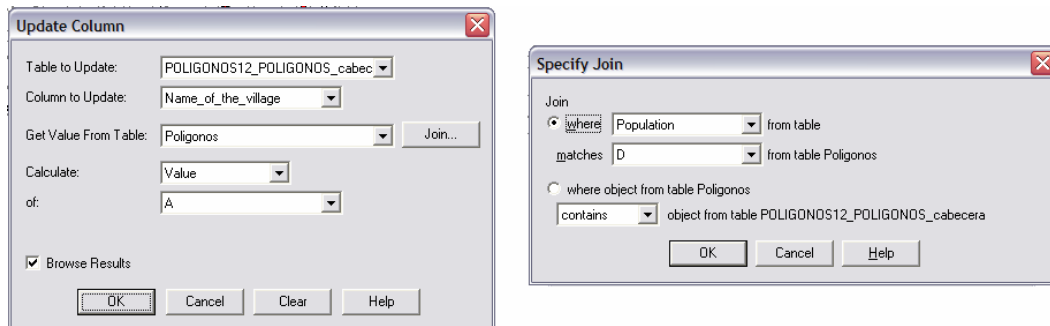 Update Column
Table to Update: POLIGONOS12_POLIGONOS_cabec
Column to Update: Name_of_the_village
Get Value From Table: Poligonos Join...
Calculate: Value
of: A
Browse Results
OK Cancel Clear Help
Specify Join
Join
where Population from table
matches D from table Poligonos
where object from table Poligonos
contains object from table POLIGONOS12_POLIGONOS_cabecera
OK Cancel Help